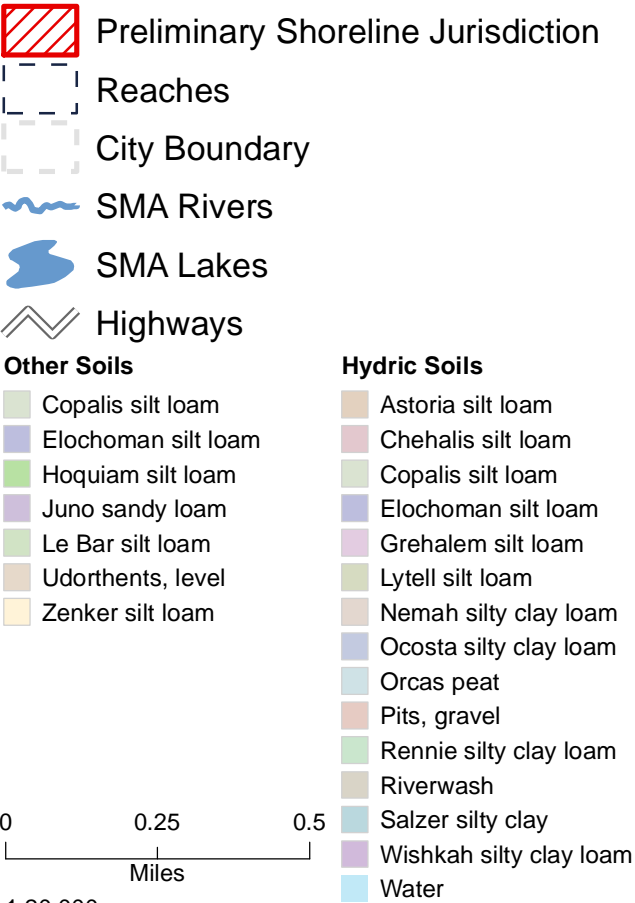 Preliminary Shoreline Jurisdiction
Reaches
City Boundary
SMA Rivers
SMA Lakes
Highways
Other Soils
Copalis silt loam
Elochoman silt loam
Hoquiam silt loam
Juno sandy loam
Le Bar silt loam
Udorthents, level
Zenker silt loam
Hydric Soils
Astoria silt loam
Chehalis silt loam
Copalis silt loam
Elochoman silt loam
Grehalem silt loam
Lytell silt loam
Nemah silty clay loam
Ocosta silty clay loam
Orcas peat
Pits, gravel
Rennie silty clay loam
Riverwash
Salzer silty clay
Wishkah silty clay loam
Water
0 0.25 0.5
Miles